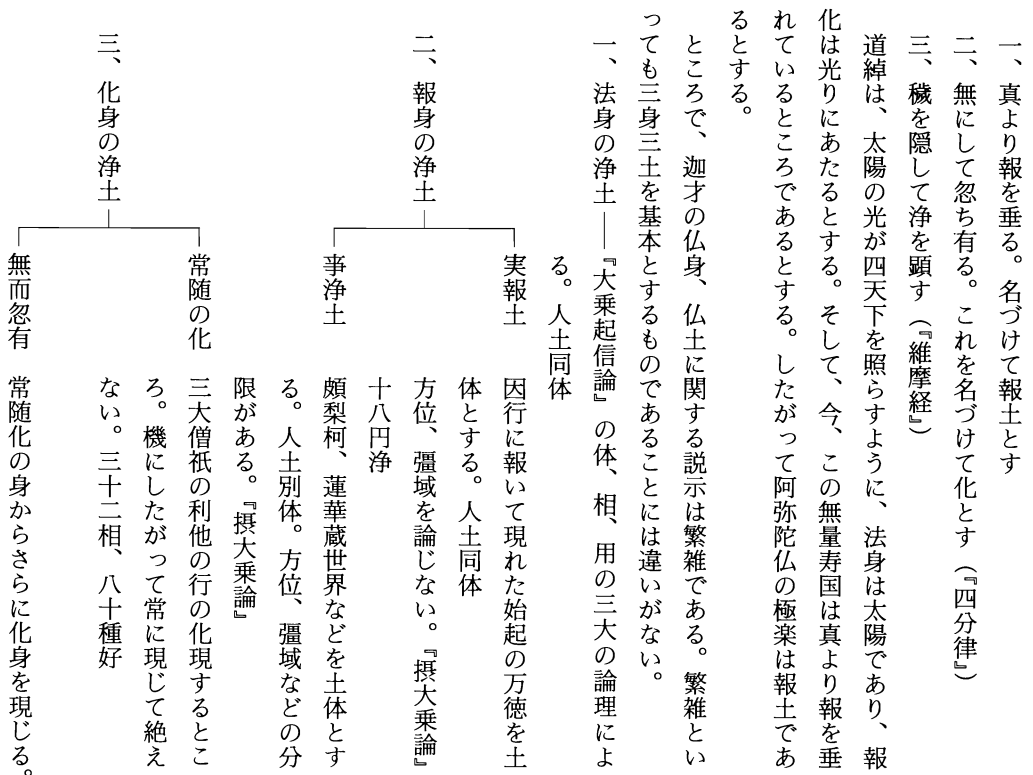 一、真より報を垂る。名づけて報土とす
二、無にして忽ち有る。これを名づけて化とす（『四分律』）
三、穢を隠して浄を顕す（『維摩経』）
道綽は、太陽の光が四天下を照らすように、法身は太陽であり、報
化は光りにあたるとする。そして、今、この無量寿国は真より報を垂
れているところであるとする。したがって阿弥陀仏の極楽は報土であ
るとする。
ところで、迦才の仏身、仏土に関する説示は繁雑である。繁雑とい
っても三身三土を基本とするものであることには違いがない。
一、法身の浄土――『大乗起信論』の体、相、用の三大の論理によ
る。人土同体
二、報身の浄土
実報土　因行に報いて現れた始起の万徳を土
体とする。人土同体
方位、彊域を論じない。『摂大乗論』
十八円浄
事浄土　頗梨柯、蓮華蔵世界などを土体とす
る。人土別体。方位、彊域などの分
限がある。『摂大乗論』
三、化身の浄土
常随の化　三大僧祇の利他の行の化現するとこ
ろ。機にしたがって常に現じて絶え
ない。三十二相、八十種好
無而忽有　常随化の身からさらに化身を現じる。